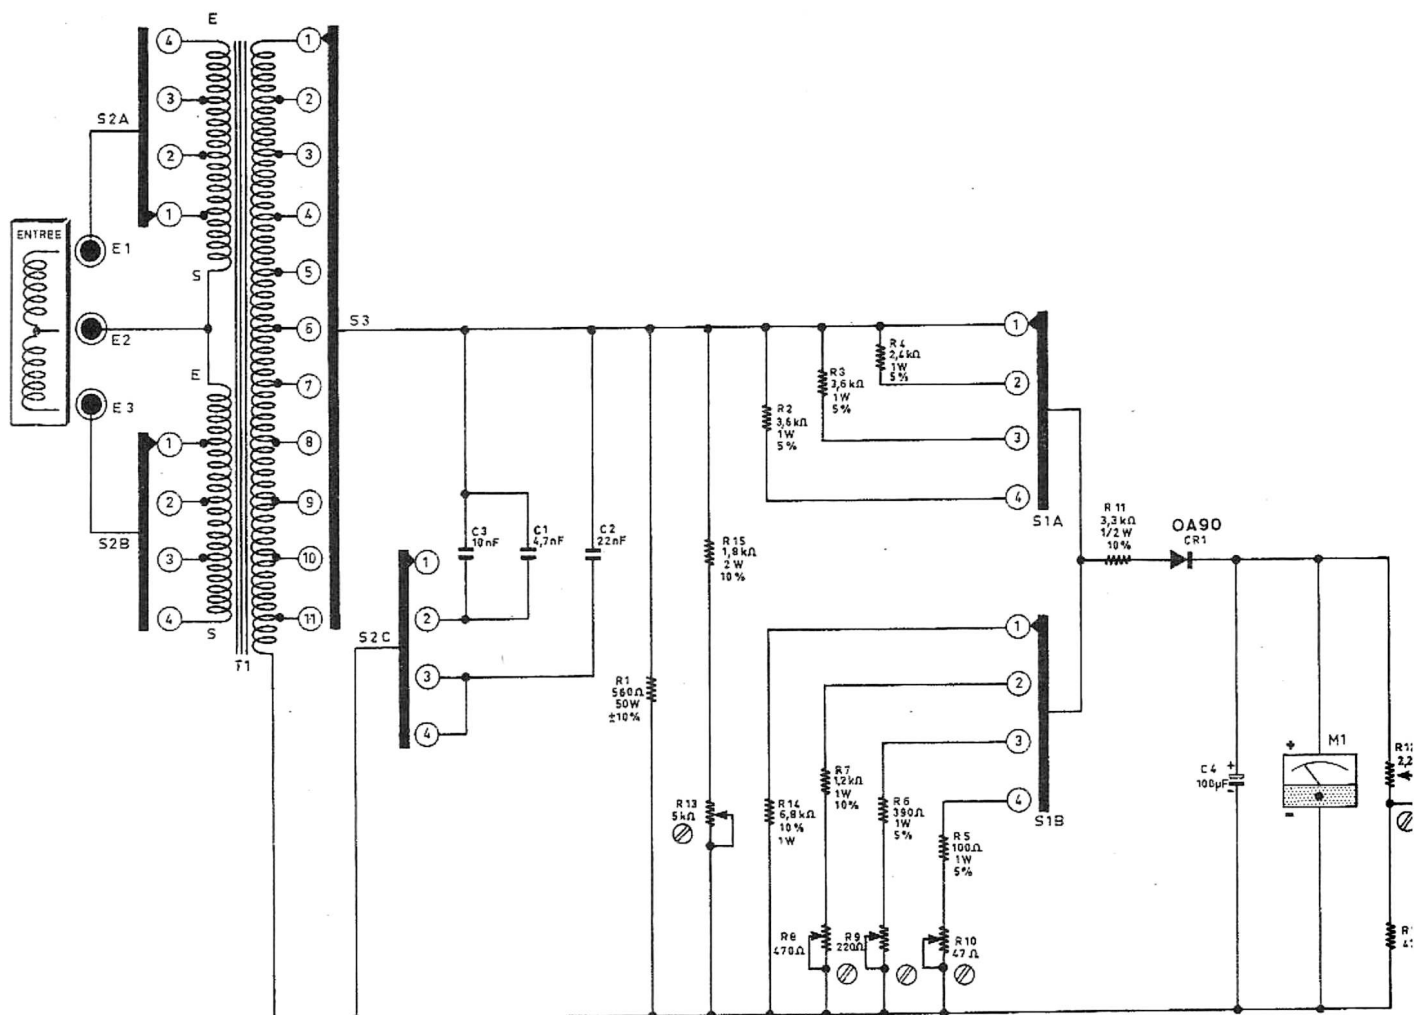 E
4
1
3
2
S2A
2
3
1
4
ENTREE
E1
S
5
E2
6
S3
1
E
7
E3
1
8
2
9
S2B
3
10
4
11
S
T1
R4
2,4kΩ
1W
5%
2
R3
3,6kΩ
1W
5%
3
R2
3,6kΩ
1W
5%
4
S1A
R11
3,3kΩ
1/2W
10%
OA90
CR1
C3
10nF
C1
4,7nF
C2
22nF
R15
1,8kΩ
2W
10%
1
2
S2C
3
4
R1
560Ω
50W
±10%
1
2
3
4
S1B
R7
1,2kΩ
1W
10%
R13
5kΩ
R14
6,8kΩ
10%
1W
R6
390Ω
1W
5%
R5
100Ω
1W
5%
R8
470Ω
R9
220Ω
R10
47Ω
C4
100µF
+
-
M1
+
-
R12
2,2
R1
47